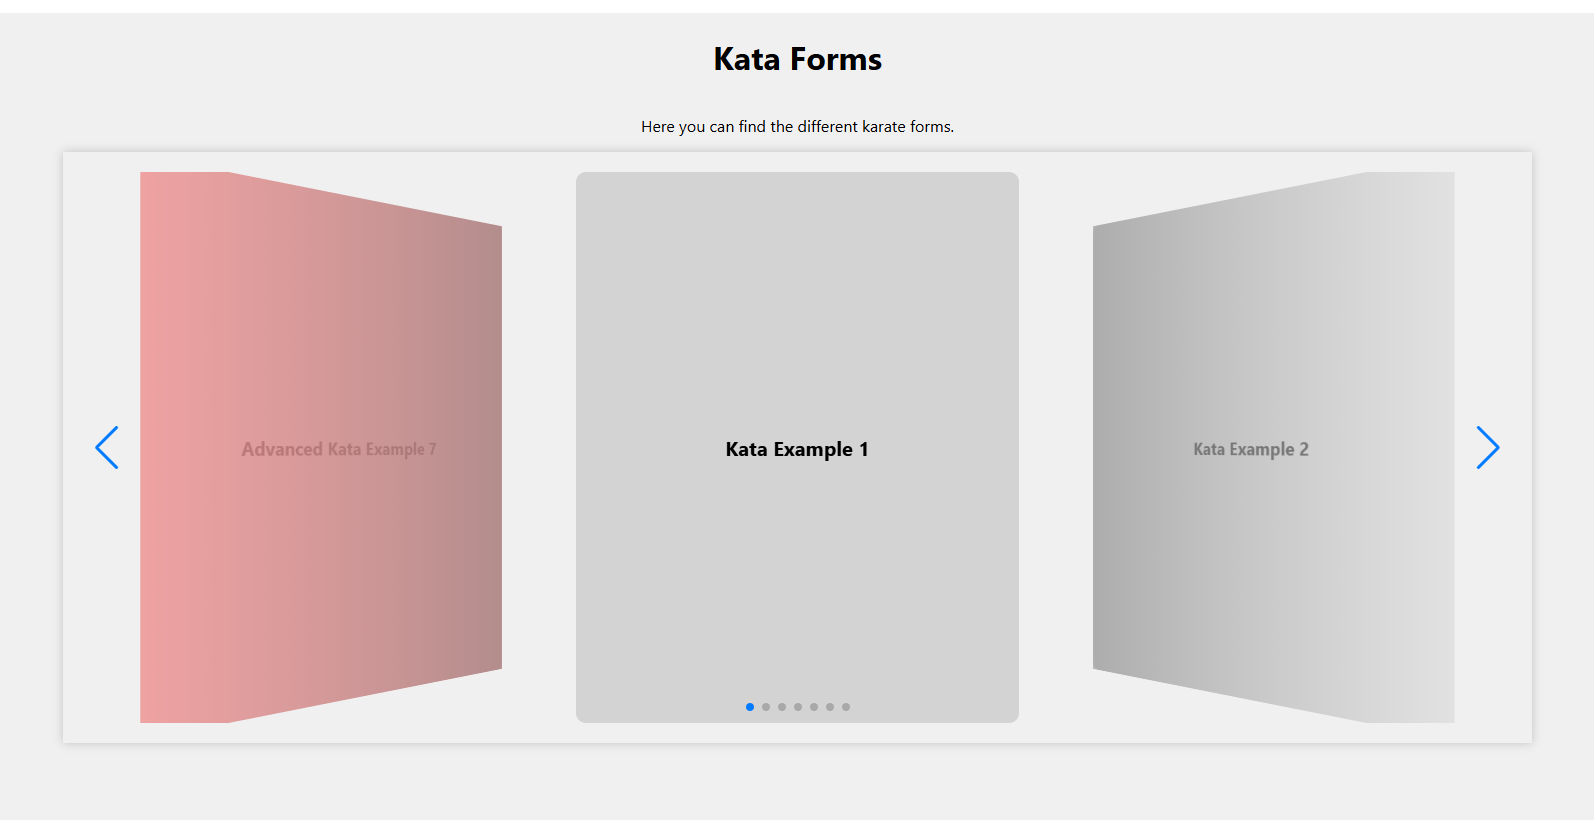 Kata Forms
Here you can find the different karate forms.
Advanced Kata Example 7
Kata Example 1
Kata Example 2